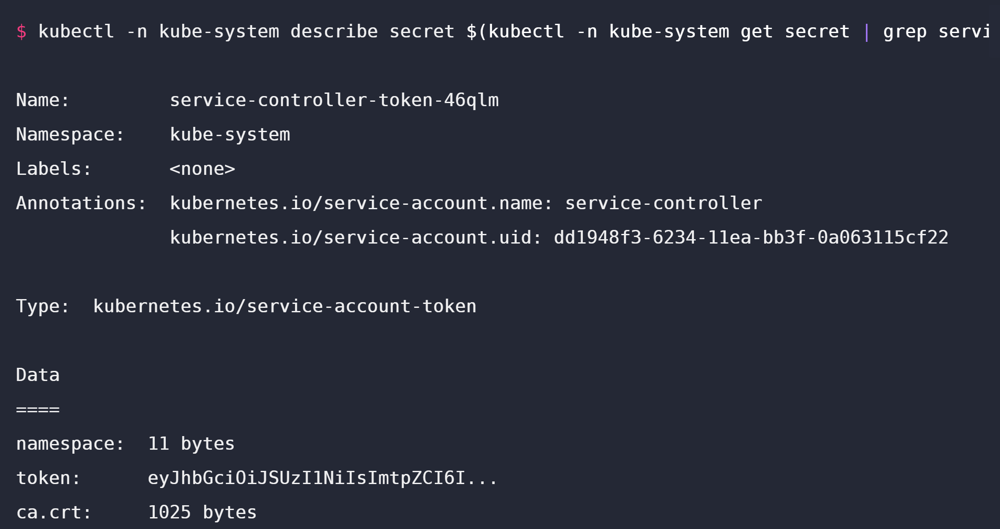 $ kubectl -n kube-system describe secret $(kubectl -n kube-system get secret | grep servi
Name:         service-controller-token-46qlm
Namespace:    kube-system
Labels:       <none>
Annotations:  kubernetes.io/service-account.name: service-controller
              kubernetes.io/service-account.uid: dd1948f3-6234-11ea-bb3f-0a063115cf22
Type:  kubernetes.io/service-account-token
Data
====
namespace:  11 bytes
token:      eyJhbGciOiJSUzI1NiIsImtpZCI6I...
ca.crt:     1025 bytes